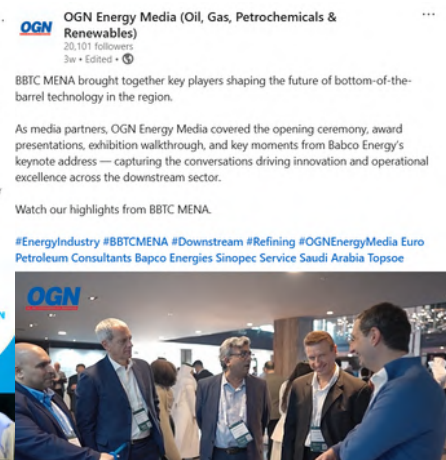 OGN
OGN Energy Media (Oil, Gas, Petrochemicals &
Renewables)
20,101 followers
3w • Edited •
BBTC MENA brought together key players shaping the future of bottom-of-the-
barrel technology in the region.
As media partners, OGN Energy Media covered the opening ceremony, award
presentations, exhibition walkthrough, and key moments from Babco Energy's
keynote address — capturing the conversations driving innovation and operational
excellence across the downstream sector.
Watch our highlights from BBTC MENA.
#EnergyIndustry #BBTCMENA #Downstream #Refining #OGNEnergyMedia Euro
Petroleum Consultants Bapco Energies Sinopec Service Saudi Arabia Topsoe
OGN